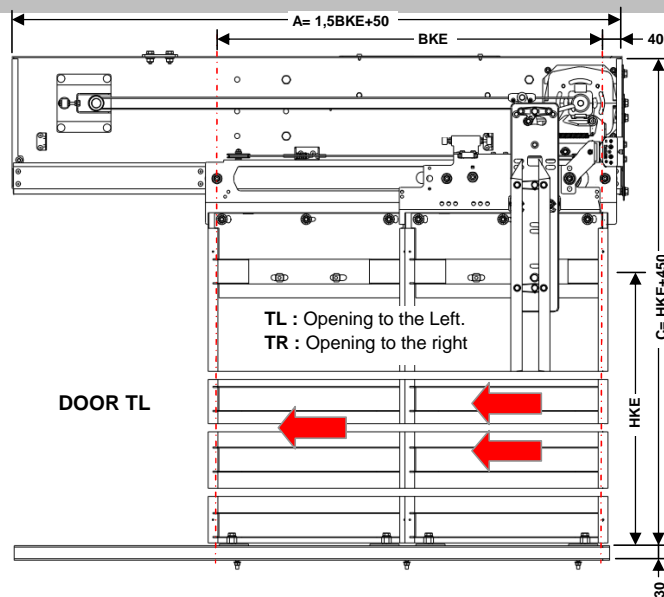 A= 1,5BKE+50
BKE
40
TL : Opening to the Left.
TR : Opening to the right
DOOR TL
HKE
C= HKE+450
30